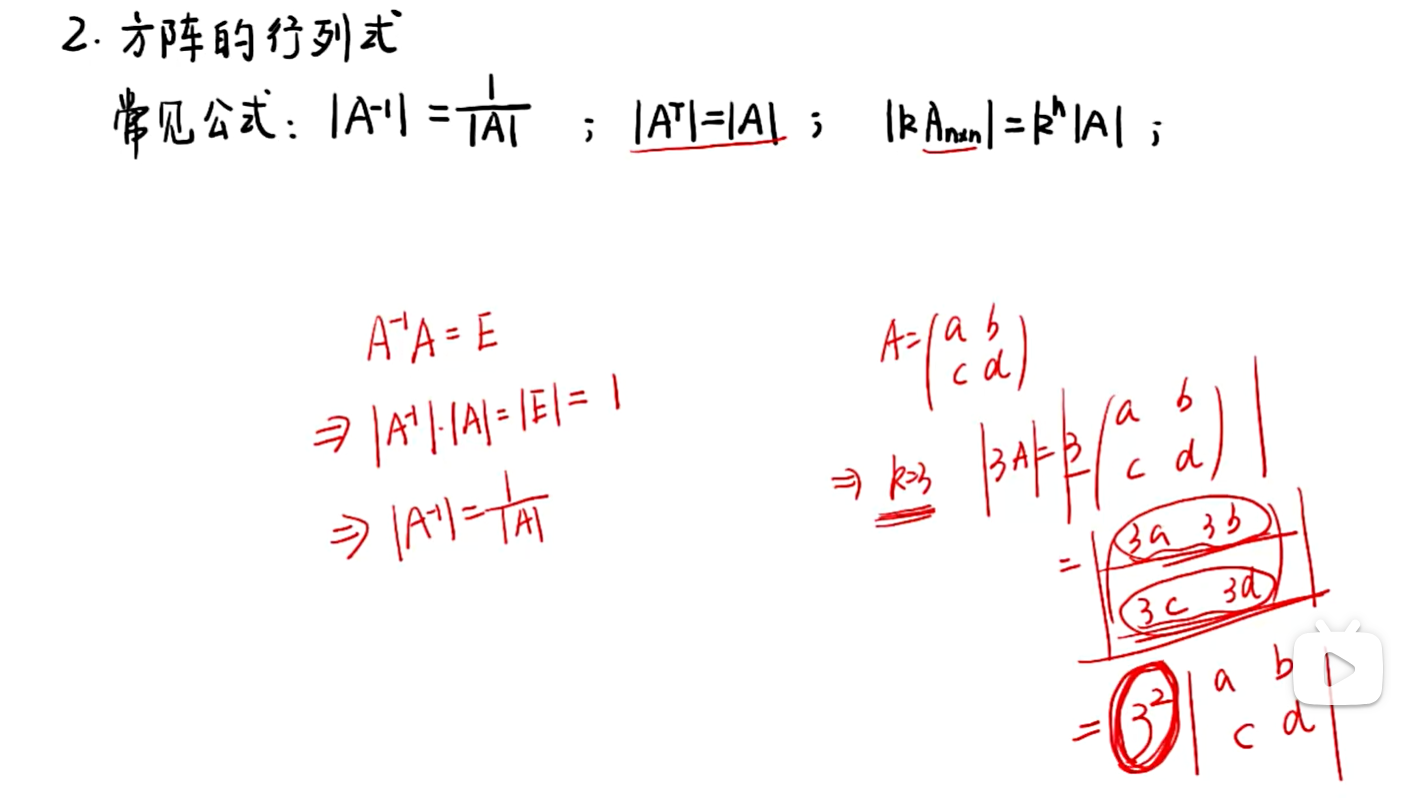 2. 方阵的行列式
常见公式: |A⁻¹| = 1/|A| ; |Aᵀ|=|A| ; |kAₙₓₙ|=kⁿ|A| ;
A⁻¹A = E
⇒ |A⁻¹|·|A| = |E| = 1
⇒ |A⁻¹| = 1/|A|
A = (a b
c d)
⇒ k=3 |3A| = |3 (a b
c d)|
= |(3a 3b
3c 3d)|
= 3² |a b
c d|